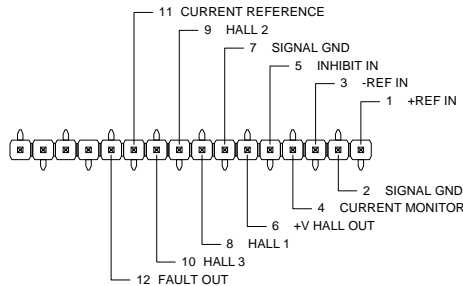 11 CURRENT REFERENCE
9 HALL 2
7 SIGNAL GND
5 INHIBIT IN
3 -REF IN
1 +REF IN
2 SIGNAL GND
4 CURRENT MONITOR
6 +V HALL OUT
8 HALL 1
10 HALL 3
12 FAULT OUT